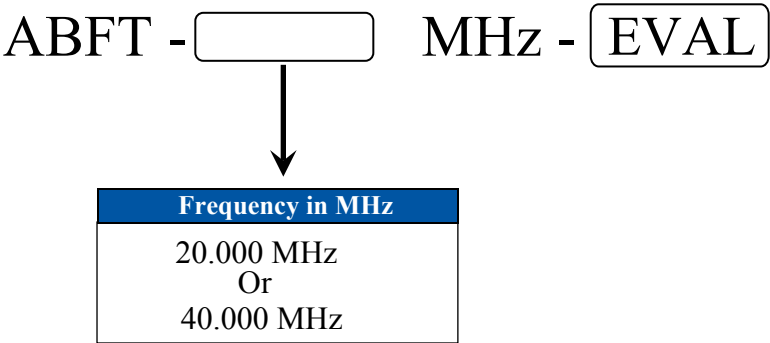 ABFT - MHz - EVAL
Frequency in MHz
20.000 MHz
Or
40.000 MHz